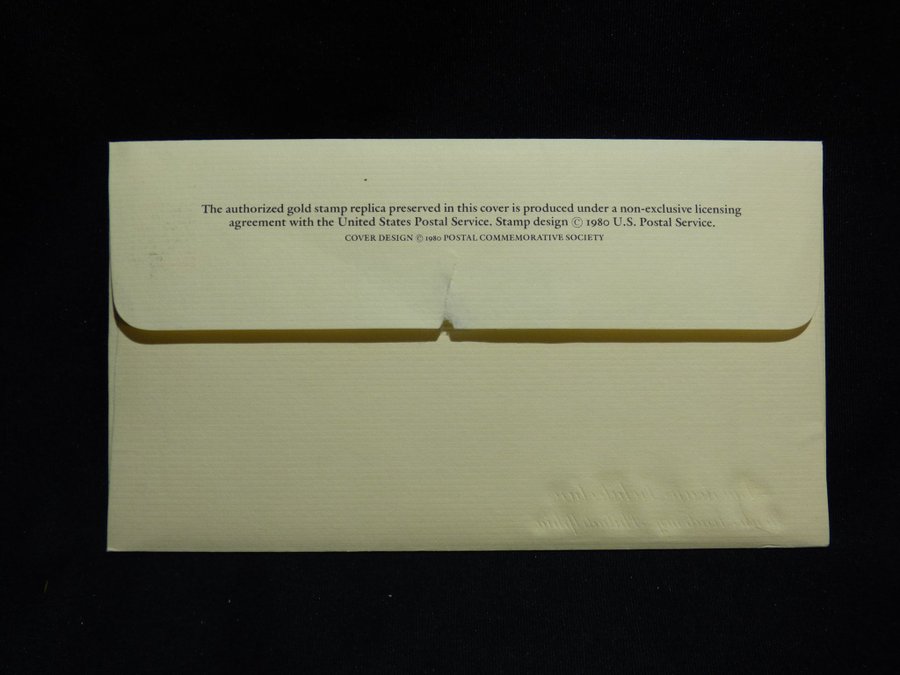 The authorized gold stamp replica preserved in this cover is produced under a non-exclusive licensing
agreement with the United States Postal Service. Stamp design © 1980 U.S. Postal Service.
COVER DESIGN © 1980 POSTAL COMMEMORATIVE SOCIETY